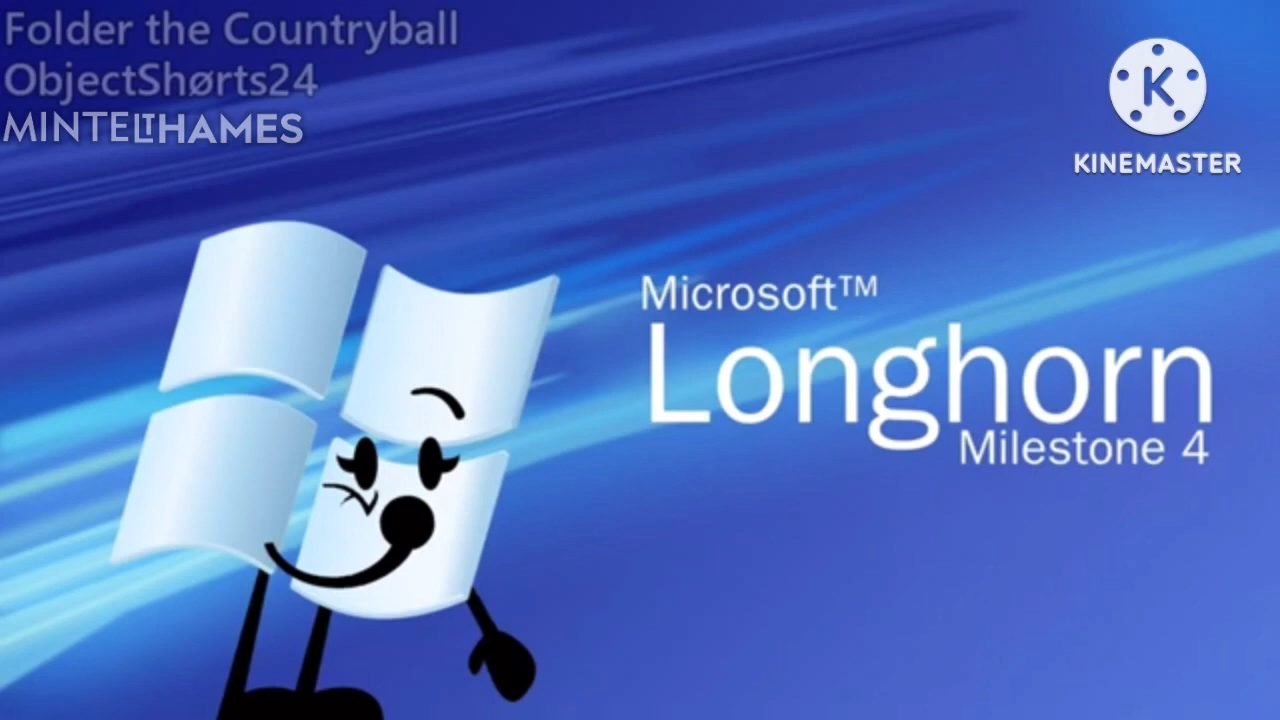 Folder the Countryball
ObjectShørts24
MINTELTHAMES
K
KINEMASTER
Microsoft™
Longhorn
Milestone 4